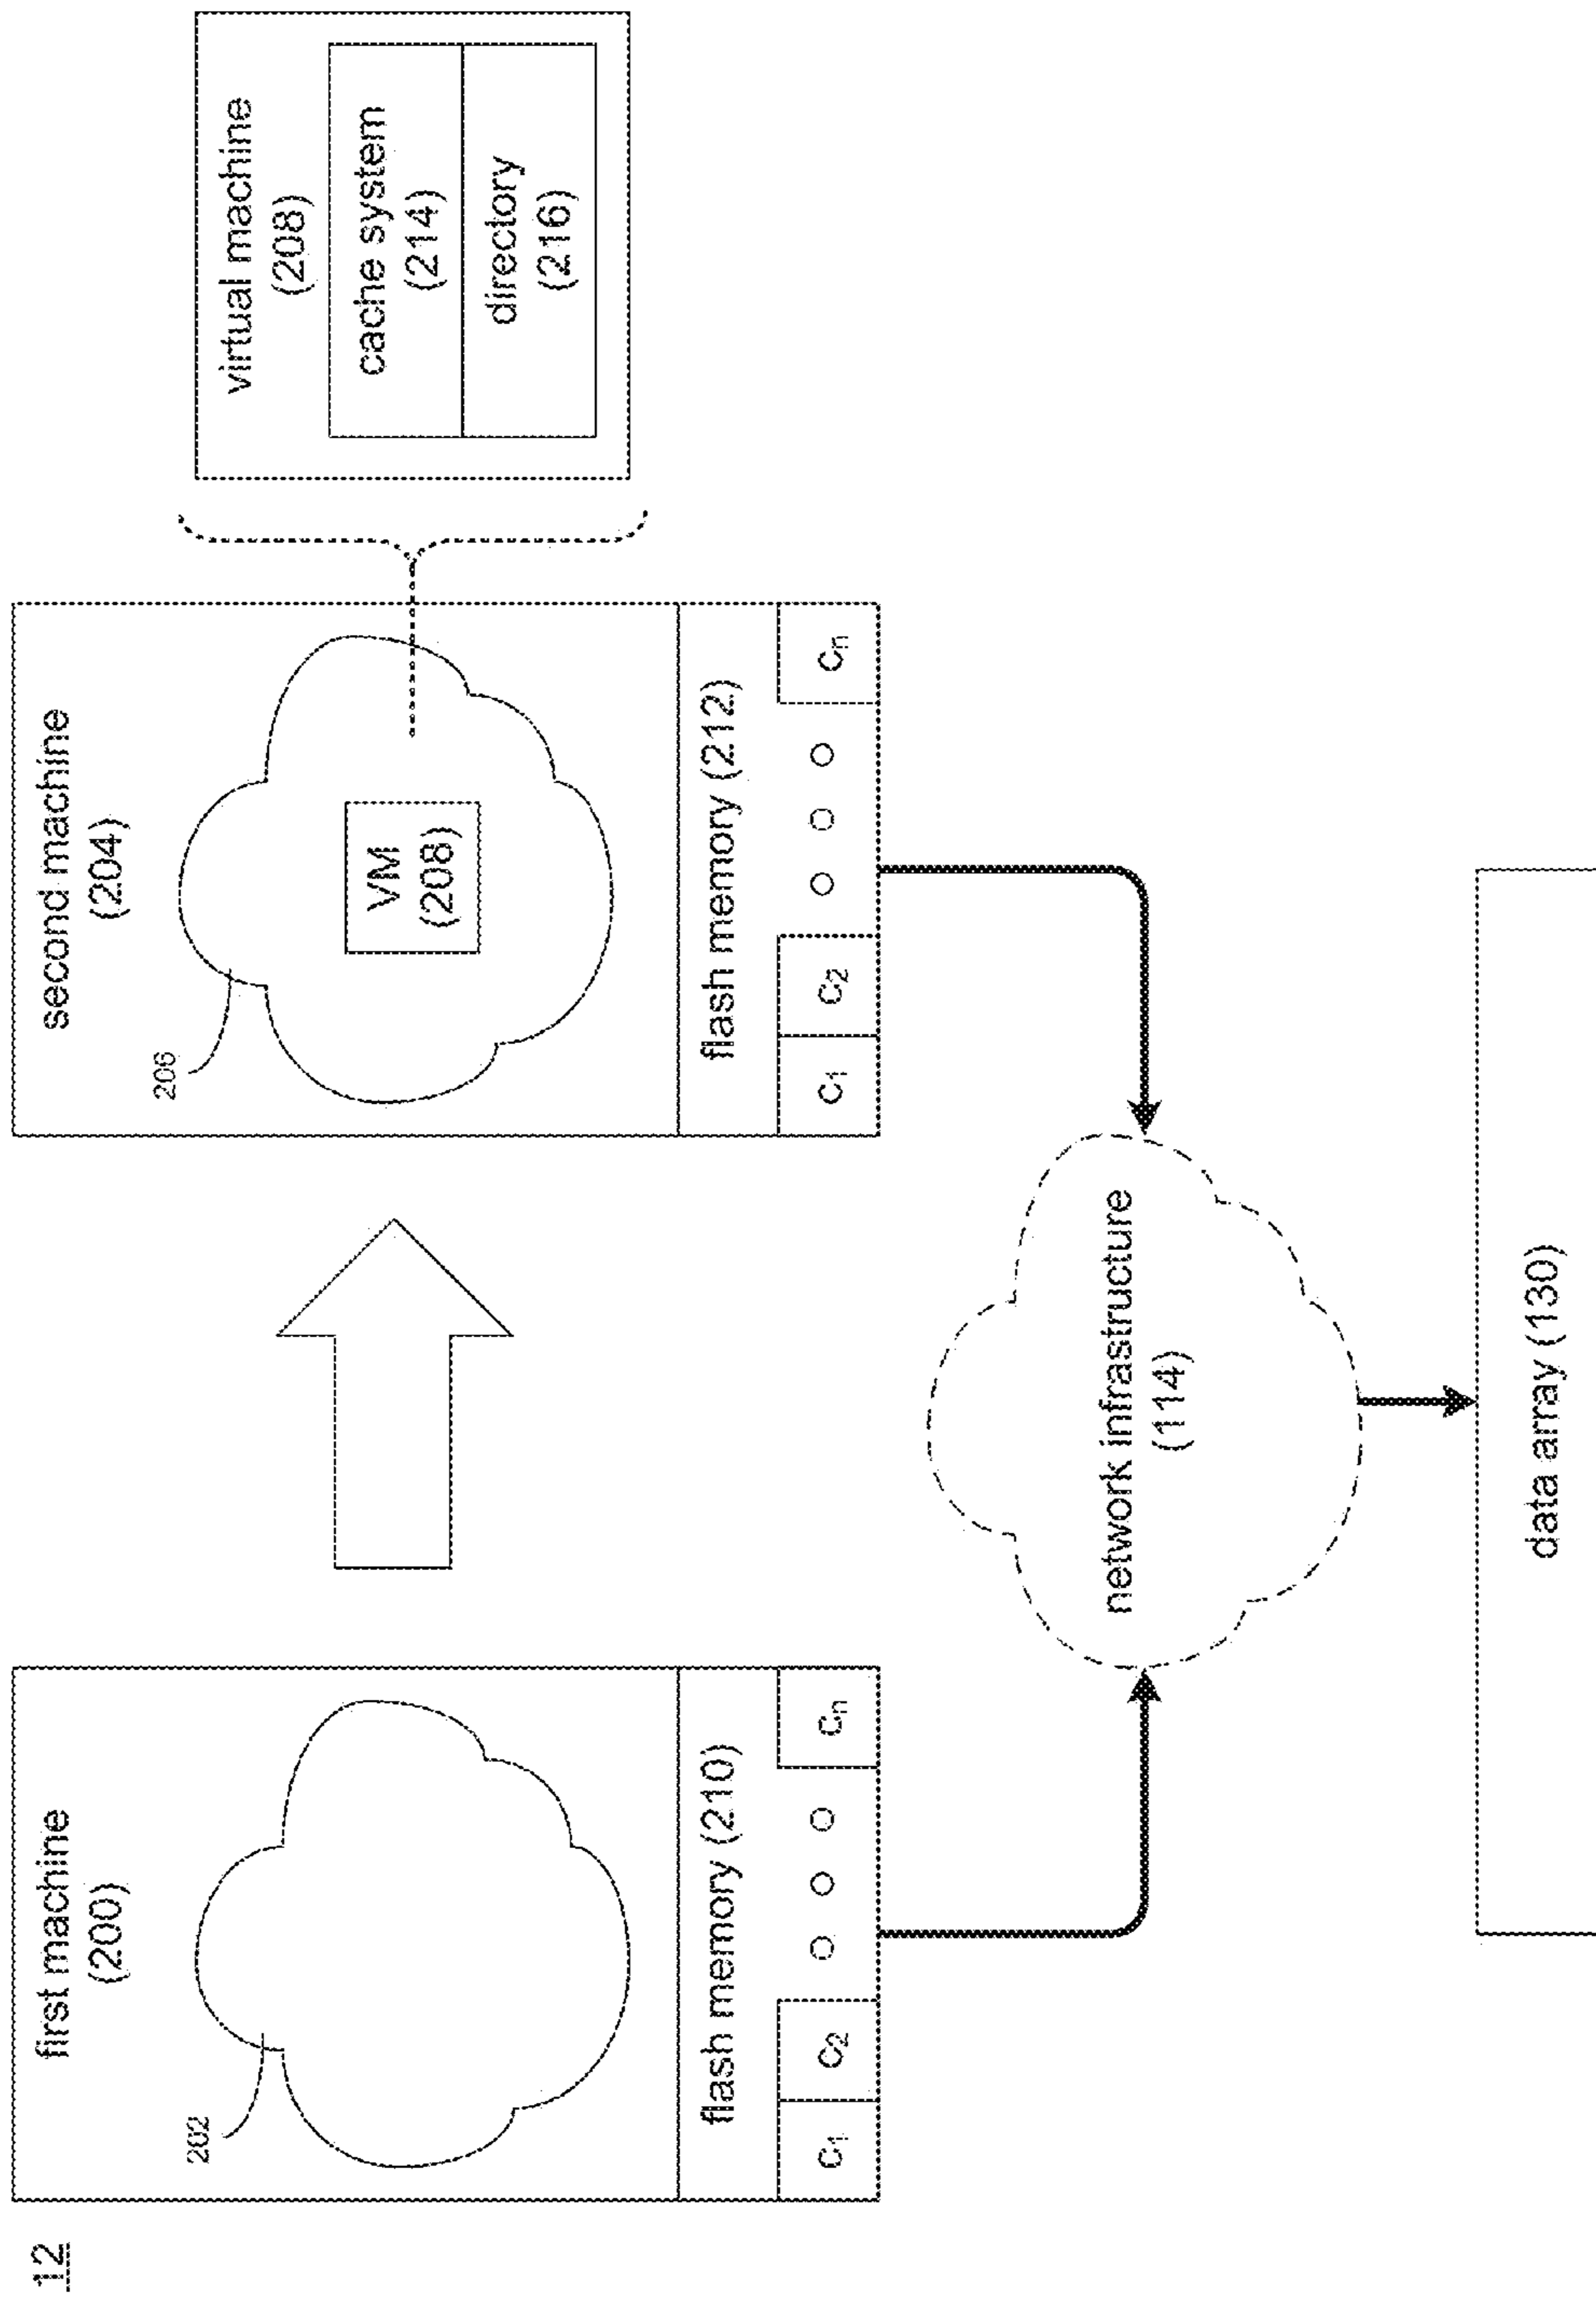 12
first machine
(200)
202
flash memory (210)
C1
C2
Cn
second machine
(204)
206
VM
(208)
flash memory (212)
C1
C2
Cn
virtual machine
(208)
cache system
(214)
directory
(216)
network infrastructure
(114)
data array (130)